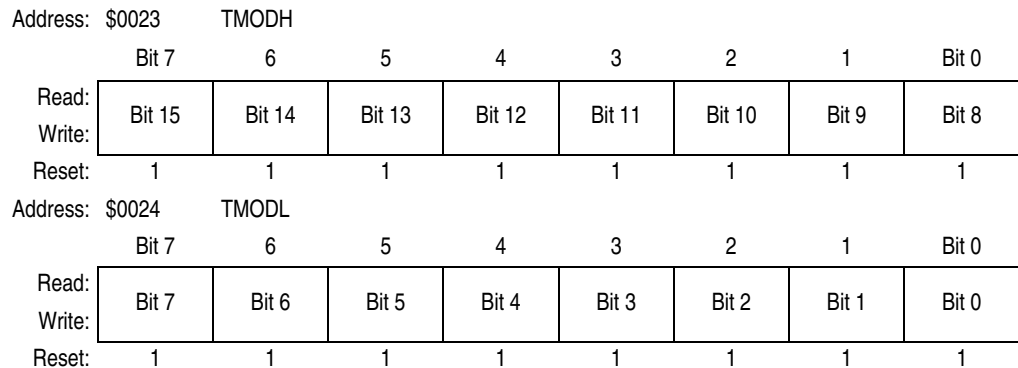 Address: $0023 TMODH
Bit 7 6 5 4 3 2 1 Bit 0
Read:
Bit 15 Bit 14 Bit 13 Bit 12 Bit 11 Bit 10 Bit 9 Bit 8
Write:
Reset: 1 1 1 1 1 1 1 1
Address: $0024 TMODL
Bit 7 6 5 4 3 2 1 Bit 0
Read:
Bit 7 Bit 6 Bit 5 Bit 4 Bit 3 Bit 2 Bit 1 Bit 0
Write:
Reset: 1 1 1 1 1 1 1 1